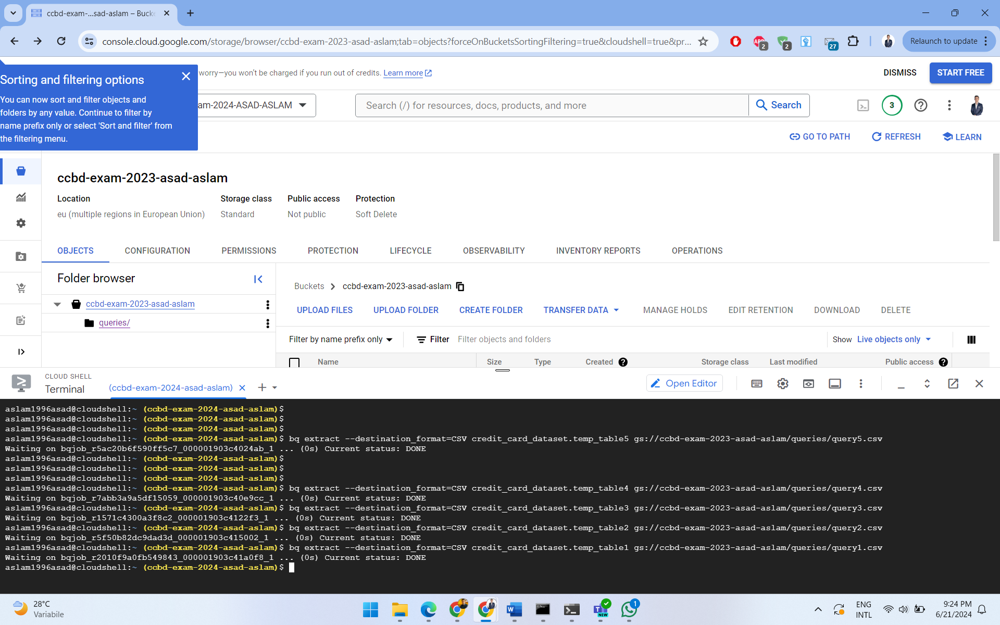 ccbd-exam-...sad-aslam – Bucke
console.cloud.google.com/storage/browser/ccbd-exam-2023-asad-aslam;tab=objects?forceOnBucketsSortingFiltering=true&cloudshell=true&pr...
2
2
27
Relaunch to update
Sorting and filtering options
You can now sort and filter objects and
folders by any value. Continue to filter by
name prefix only or select 'Sort and filter' from
the filtering menu.
worry—you won't be charged if you run out of credits. Learn more
DISMISS
START FREE
am-2024-ASAD-ASLAM
Search (/) for resources, docs, products, and more
Search
3
GO TO PATH
REFRESH
LEARN
ccbd-exam-2023-asad-aslam
Location Storage class Public access Protection
eu (multiple regions in European Union) Standard Not public Soft Delete
OBJECTS CONFIGURATION PERMISSIONS PROTECTION LIFECYCLE OBSERVABILITY INVENTORY REPORTS OPERATIONS
Folder browser
ccbd-exam-2023-asad-aslam
queries/
Buckets ccbd-exam-2023-asad-aslam
UPLOAD FILES UPLOAD FOLDER CREATE FOLDER TRANSFER DATA MANAGE HOLDS EDIT RETENTION DOWNLOAD DELETE
Filter by name prefix only Filter Filter objects and folders Show Live objects only
Name Size Type Created Storage class Last modified Public access
CLOUD SHELL
Terminal
(ccbd-exam-2024-asad-aslam)
Open Editor
aslam1996asad@cloudshell:~ (ccbd-exam-2024-asad-aslam)$
aslam1996asad@cloudshell:~ (ccbd-exam-2024-asad-aslam)$
aslam1996asad@cloudshell:~ (ccbd-exam-2024-asad-aslam)$
aslam1996asad@cloudshell:~ (ccbd-exam-2024-asad-aslam)$ bq extract --destination_format=CSV credit_card_dataset.temp_table5 gs://ccbd-exam-2023-asad-aslam/queries/query5.csv
Waiting on bqjob_r5ac20b6f590ff5c7_000001903c4024ab_1 ... (0s) Current status: DONE
aslam1996asad@cloudshell:~ (ccbd-exam-2024-asad-aslam)$
aslam1996asad@cloudshell:~ (ccbd-exam-2024-asad-aslam)$
aslam1996asad@cloudshell:~ (ccbd-exam-2024-asad-aslam)$
aslam1996asad@cloudshell:~ (ccbd-exam-2024-asad-aslam)$ bq extract --destination_format=CSV credit_card_dataset.temp_table4 gs://ccbd-exam-2023-asad-aslam/queries/query4.csv
Waiting on bqjob_r7abb3a9a5df15059_000001903c40e9cc_1 ... (0s) Current status: DONE
aslam1996asad@cloudshell:~ (ccbd-exam-2024-asad-aslam)$ bq extract --destination_format=CSV credit_card_dataset.temp_table3 gs://ccbd-exam-2023-asad-aslam/queries/query3.csv
Waiting on bqjob_r1571c4300a3f8c2_000001903c4122f3_1 ... (0s) Current status: DONE
aslam1996asad@cloudshell:~ (ccbd-exam-2024-asad-aslam)$ bq extract --destination_format=CSV credit_card_dataset.temp_table2 gs://ccbd-exam-2023-asad-aslam/queries/query2.csv
Waiting on bqjob_r5f50b82dc9dad3d_000001903c415002_1 ... (0s) Current status: DONE
aslam1996asad@cloudshell:~ (ccbd-exam-2024-asad-aslam)$ bq extract --destination_format=CSV credit_card_dataset.temp_table1 gs://ccbd-exam-2023-asad-aslam/queries/query1.csv
Waiting on bqjob_r2010f9a0fb549843_000001903c41a0f8_1 ... (0s) Current status: DONE
aslam1996asad@cloudshell:~ (ccbd-exam-2024-asad-aslam)$
28°C
Variabile
NEW
1
ENG
INTL
9:24 PM
6/21/2024